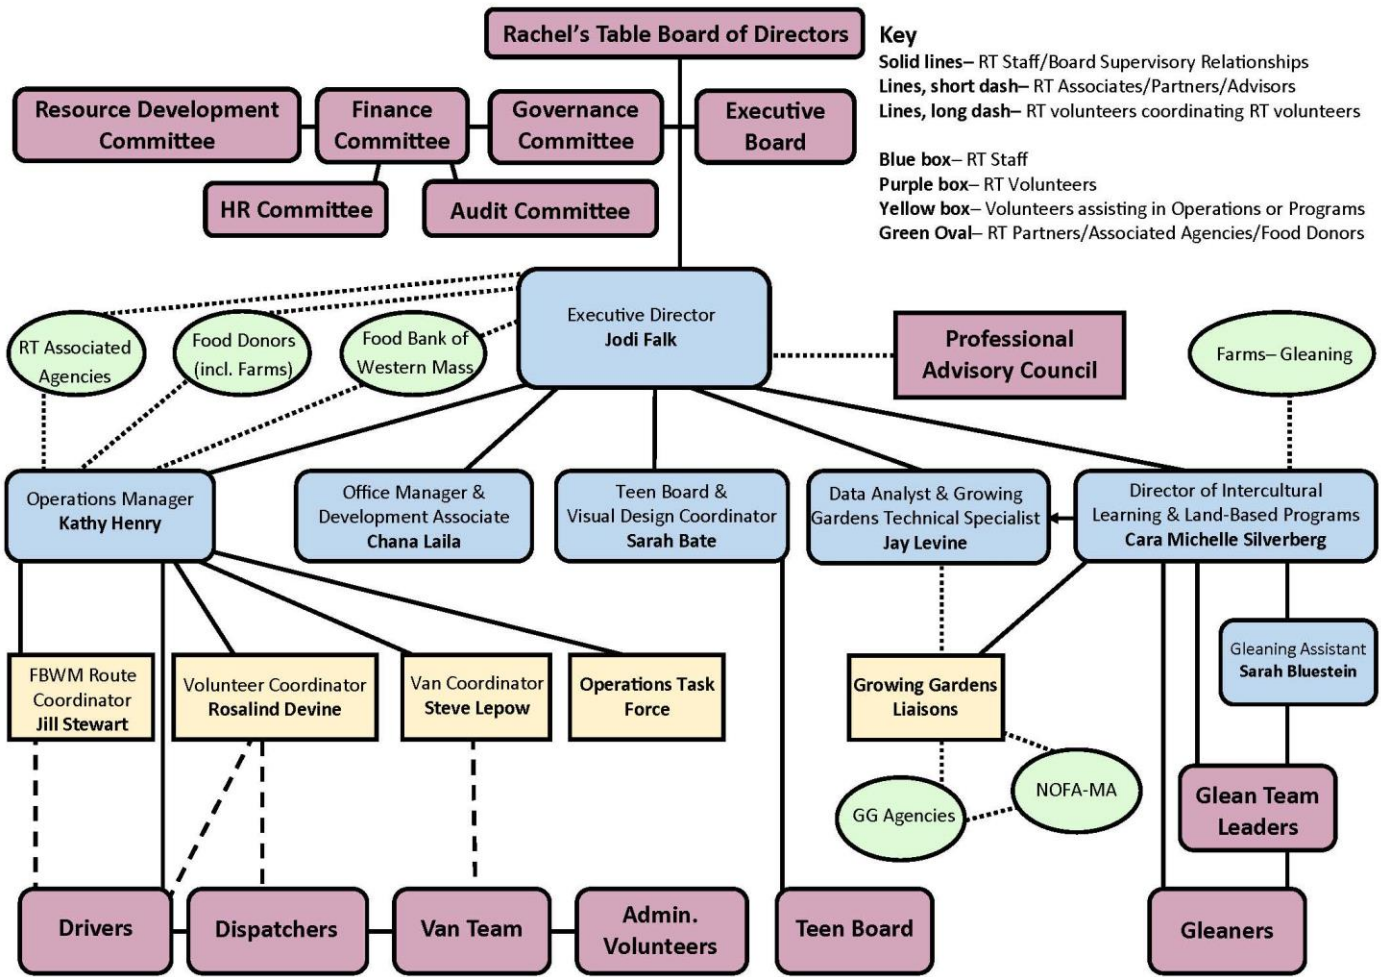 Rachel's Table Board of Directors
Key
Solid lines– RT Staff/Board Supervisory Relationships
Lines, short dash– RT Associates/Partners/Advisors
Lines, long dash– RT volunteers coordinating RT volunteers
Blue box– RT Staff
Purple box– RT Volunteers
Yellow box– Volunteers assisting in Operations or Programs
Green Oval– RT Partners/Associated Agencies/Food Donors
Resource Development
Committee
Finance
Committee
Governance
Committee
Executive
Board
HR Committee
Audit Committee
Executive Director
Jodi Falk
RT Associated
Agencies
Food Donors
(incl. Farms)
Food Bank of
Western Mass
Professional
Advisory Council
Farms– Gleaning
Operations Manager
Kathy Henry
Office Manager &
Development Associate
Chana Laila
Teen Board &
Visual Design Coordinator
Sarah Bate
Data Analyst & Growing
Gardens Technical Specialist
Jay Levine
Director of Intercultural
Learning & Land-Based Programs
Cara Michelle Silverberg
FBWM Route
Coordinator
Jill Stewart
Volunteer Coordinator
Rosalind Devine
Van Coordinator
Steve Lepow
Operations Task
Force
Growing Gardens
Liaisons
Gleaning Assistant
Sarah Bluestein
GG Agencies
NOFA-MA
Glean Team
Leaders
Drivers
Dispatchers
Van Team
Admin.
Volunteers
Teen Board
Gleaners